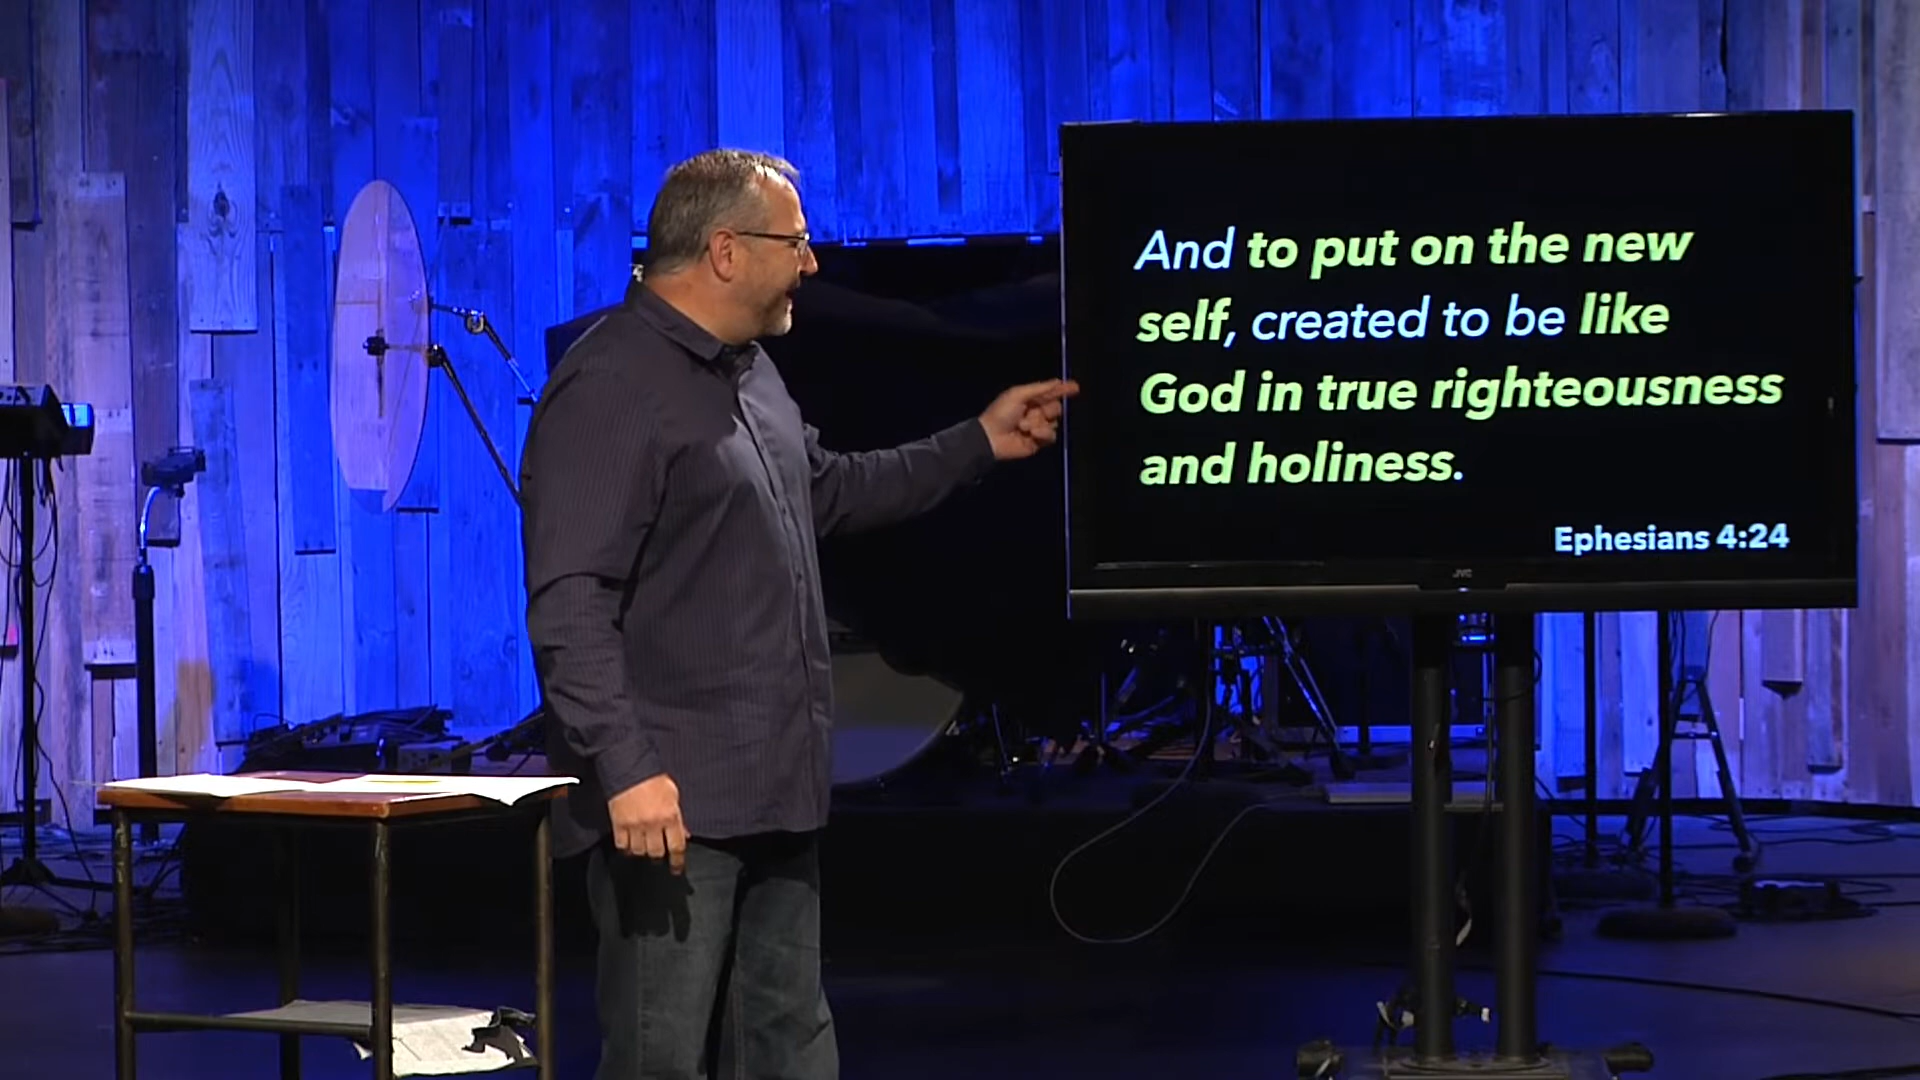 And to put on the new
self, created to be like
God in true righteousness
and holiness.
Ephesians 4:24
JVC